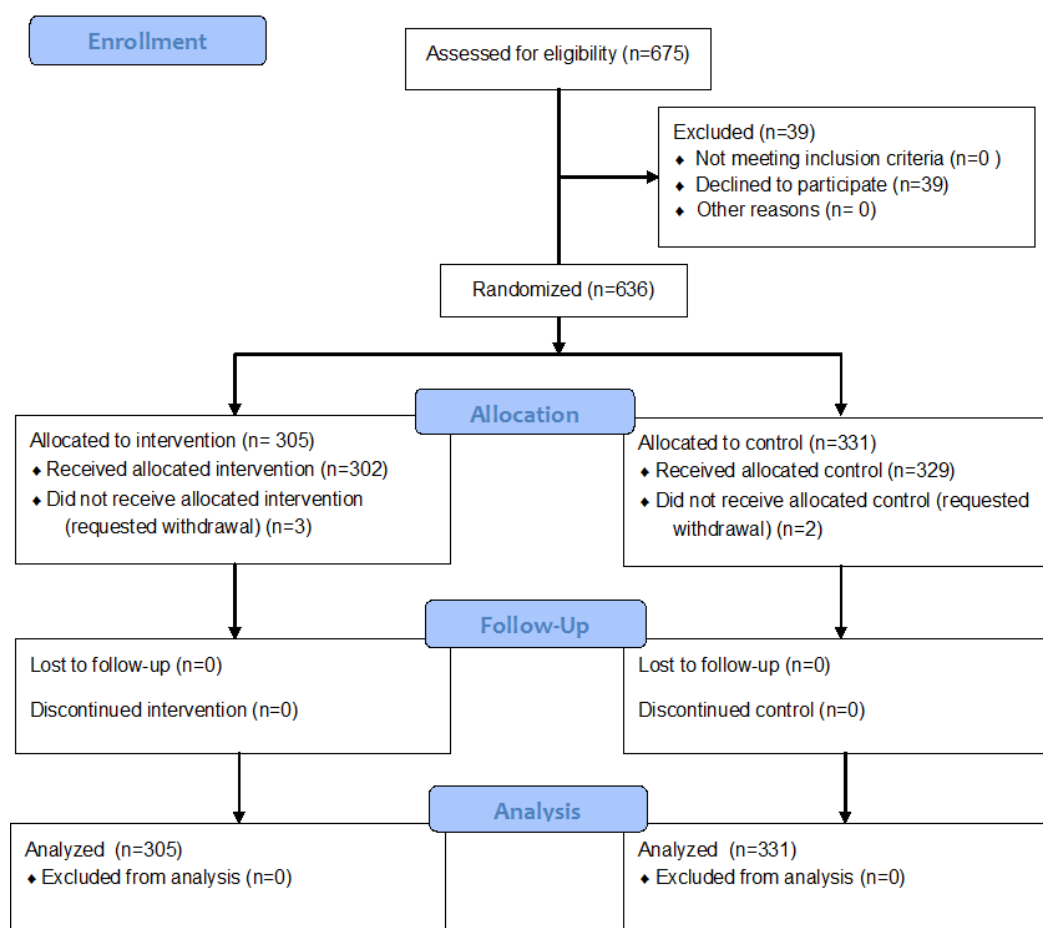 Enrollment
Assessed for eligibility (n=675)
Excluded (n=39)
♦ Not meeting inclusion criteria (n=0 )
♦ Declined to participate (n=39)
♦ Other reasons (n= 0)
Randomized (n=636)
Allocation
Allocated to intervention (n= 305)
♦ Received allocated intervention (n=302)
♦ Did not receive allocated intervention
(requested withdrawal) (n=3)
Allocated to control (n=331)
♦ Received allocated control (n=329)
♦ Did not receive allocated control (requested
withdrawal) (n=2)
Follow-Up
Lost to follow-up (n=0)
Discontinued intervention (n=0)
Lost to follow-up (n=0)
Discontinued control (n=0)
Analysis
Analyzed  (n=305)
♦ Excluded from analysis (n=0)
Analyzed  (n=331)
♦ Excluded from analysis (n=0)